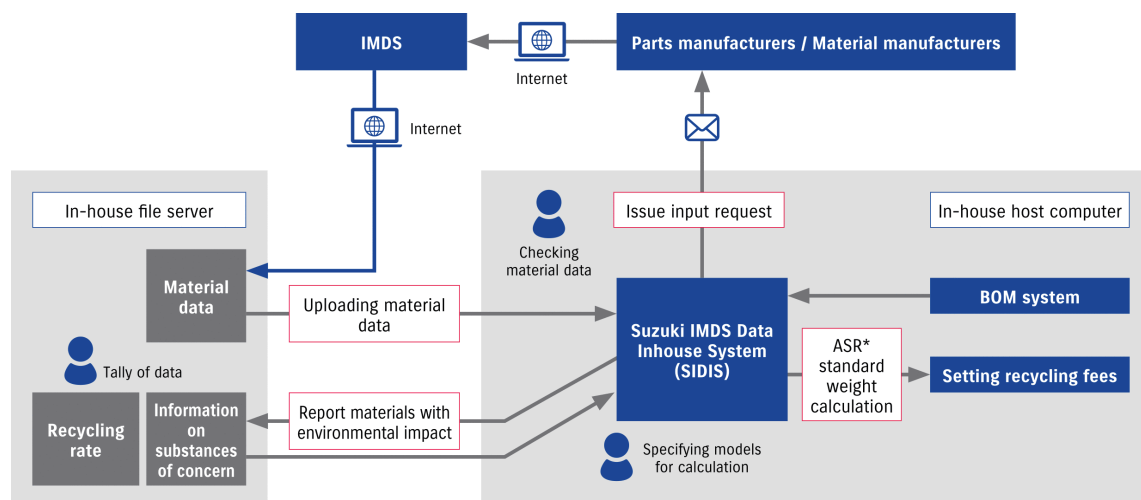 IMDS
Internet
Parts manufacturers / Material manufacturers
Internet
In-house file server
Issue input request
In-house host computer
Checking
material data
Material
data
Uploading material
data
Suzuki IMDS Data
Inhouse System
(SIDIS)
BOM system
ASR*
standard
weight
calculation
Setting recycling fees
Tally of data
Recycling
rate
Information
on
substances
of concern
Report materials with
environmental impact
Specifying models
for calculation